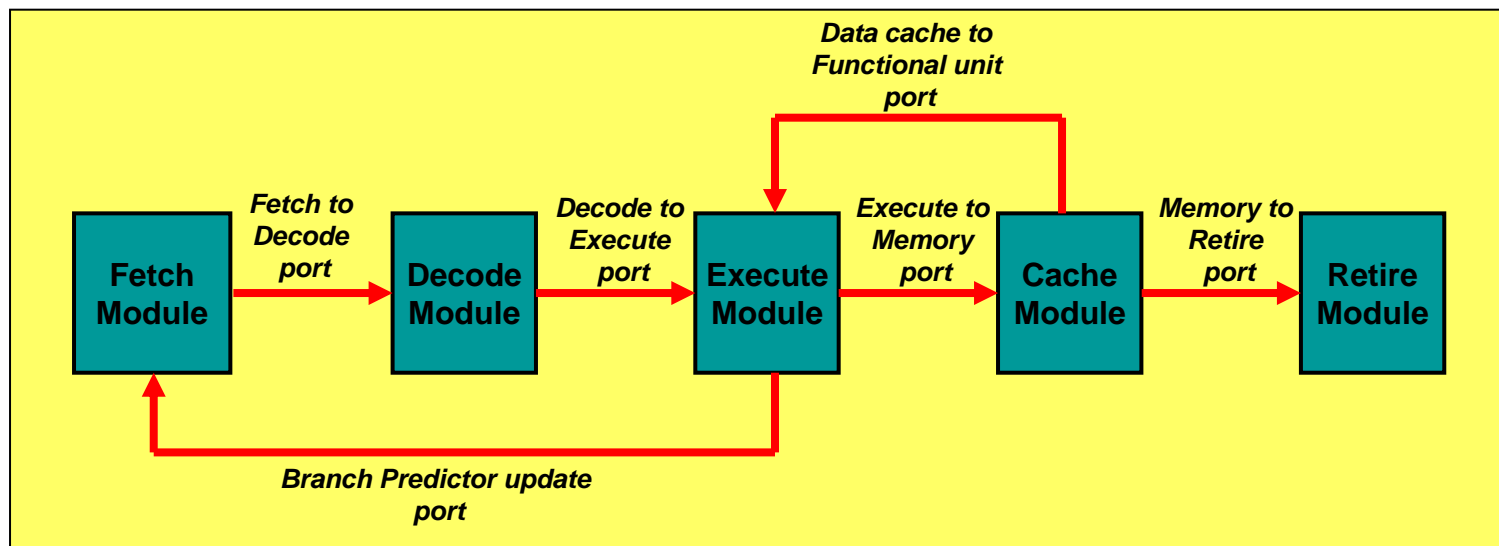 Data cache to
Functional unit
port
Fetch to
Decode
port
Decode to
Execute
port
Execute to
Memory
port
Memory to
Retire
port
Fetch
Module
Decode
Module
Execute
Module
Cache
Module
Retire
Module
Branch Predictor update
port